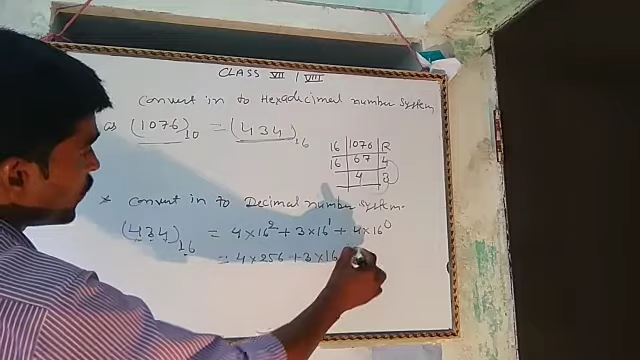 CLASS VII / VIII
Convert in to Hexadecimal number system,
as (1076)10 = (434)16
16 | 1076 | R
16 | 67 | 4
4 | 3
* Convert in to Decimal number system.
(434)16 = 4×16² + 3×16¹ + 4×16⁰
= 4×256 + 3×16